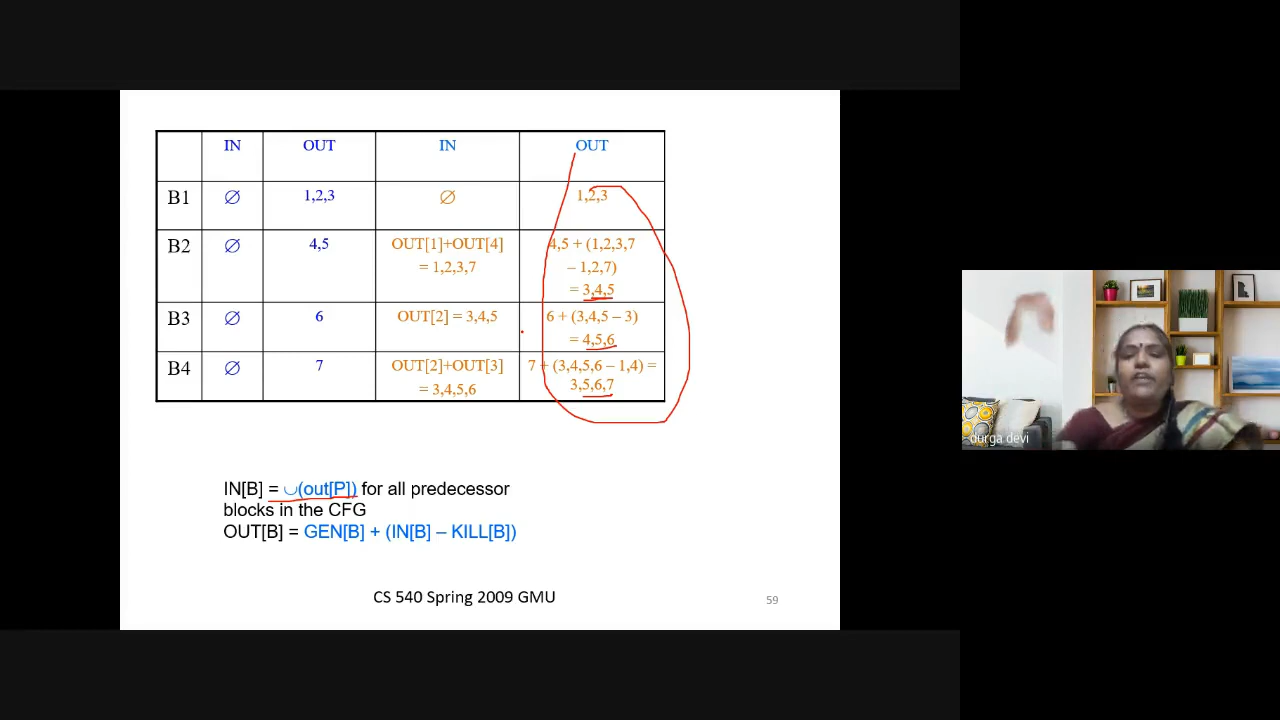 IN OUT IN OUT
B1 ∅ 1,2,3 ∅ 1,2,3
B2 ∅ 4,5 OUT[1]+OUT[4] 4,5 + (1,2,3,7
= 1,2,3,7 – 1,2,7)
= 3,4,5
B3 ∅ 6 OUT[2] = 3,4,5 6 + (3,4,5 – 3)
= 4,5,6
B4 ∅ 7 OUT[2]+OUT[3] 7 + (3,4,5,6 – 1,4) =
= 3,4,5,6 3,5,6,7
IN[B] = ∪(out[P]) for all predecessor
blocks in the CFG
OUT[B] = GEN[B] + (IN[B] – KILL[B])
CS 540 Spring 2009 GMU
59
durga devi